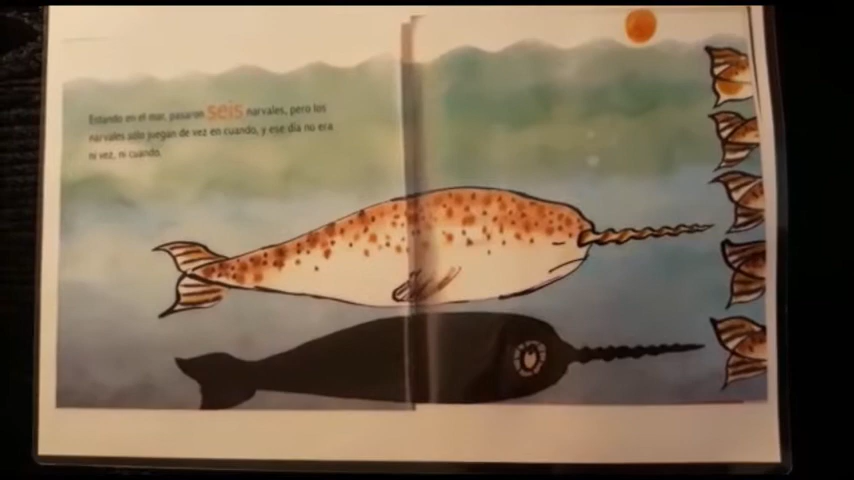 Estando en el mar, pasaron seis narvales, pero los
narvales sólo juegan de vez en cuando, y ese día no era
ni vez, ni cuando.